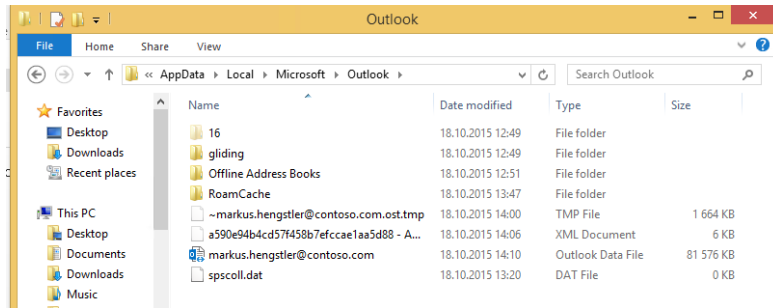 Outlook
File Home Share View
« AppData Local Microsoft Outlook Search Outlook
Name Date modified Type Size
Favorites
Desktop
Downloads
Recent places
This PC
Desktop
Documents
Downloads
Music
16 18.10.2015 12:49 File folder
gliding 18.10.2015 12:49 File folder
Offline Address Books 18.10.2015 12:51 File folder
RoamCache 18.10.2015 13:47 File folder
~markus.hengstler@contoso.com.ost.tmp 18.10.2015 14:00 TMP File 1 664 KB
a590e94b4cd57f458b7efccae1aa5d88 - A... 18.10.2015 14:06 XML Document 6 KB
markus.hengstler@contoso.com 18.10.2015 14:10 Outlook Data File 81 576 KB
spscoll.dat 18.10.2015 13:20 DAT File 0 KB